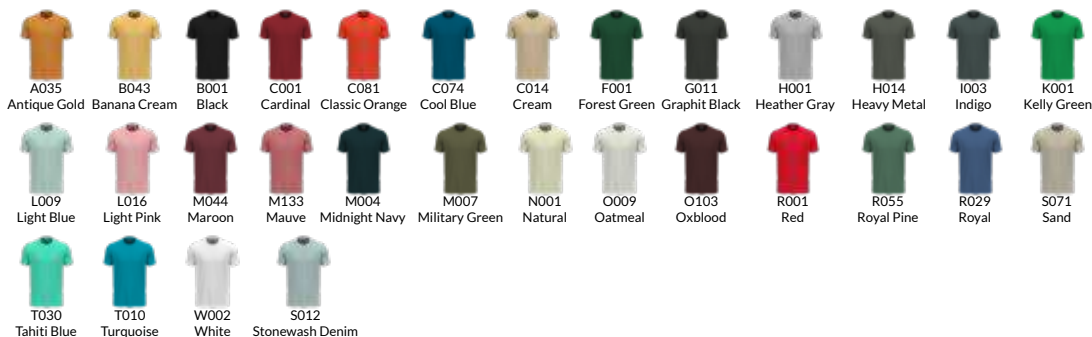 A035 B043 B001 C001 C081 C074 C014 F001 G011 H001 H014 I003 K001
Antique Gold Banana Cream Black Cardinal Classic Orange Cool Blue Cream Forest Green Graphit Black Heather Gray Heavy Metal Indigo Kelly Green
L009 L016 M044 M133 M004 M007 N001 O009 O103 R001 R055 R029 S071
Light Blue Light Pink Maroon Mauve Midnight Navy Military Green Natural Oatmeal Oxblood Red Royal Pine Royal Sand
T030 T010 W002 S012
Tahiti Blue Turquoise White Stonewash Denim